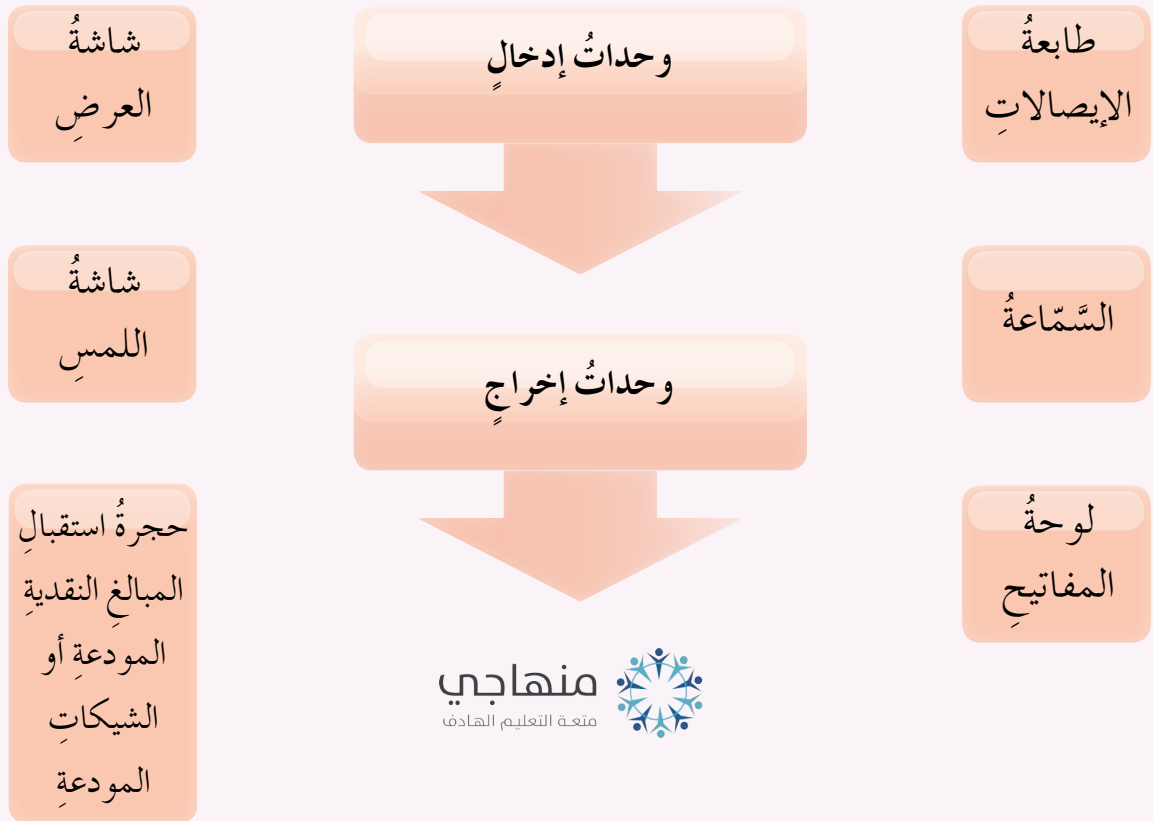 طابعةُ
الإيصالاتِ
وحداتُ إدخالٍ
شاشةُ
العرضِ
السَّمّاعةُ
شاشةُ
اللمسِ
وحداتُ إخراجٍ
لوحةُ
المفاتيحِ
حجرةُ استقبالِ
المبالغِ النقديةِ
المودعةِ أو
الشيكاتِ
المودعةِ
منهاجي
متعة التعليم الهادف